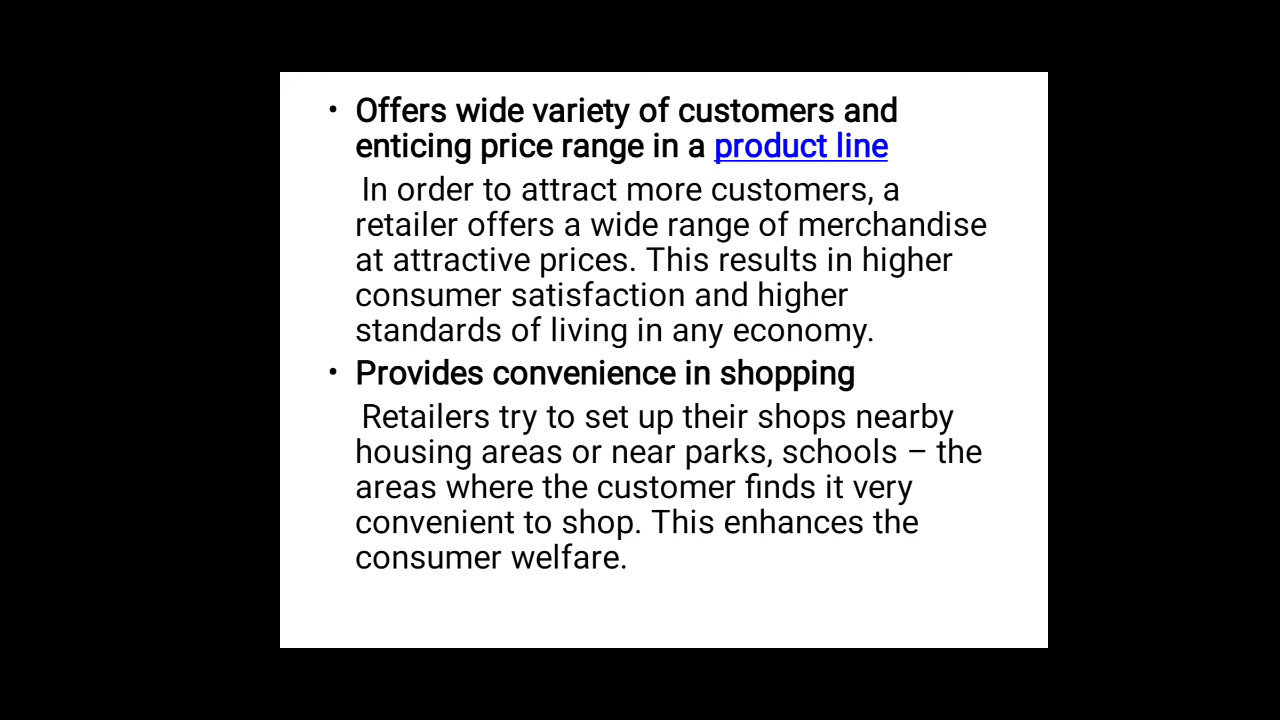 • Offers wide variety of customers and
enticing price range in a product line
In order to attract more customers, a
retailer offers a wide range of merchandise
at attractive prices. This results in higher
consumer satisfaction and higher
standards of living in any economy.
• Provides convenience in shopping
Retailers try to set up their shops nearby
housing areas or near parks, schools – the
areas where the customer finds it very
convenient to shop. This enhances the
consumer welfare.